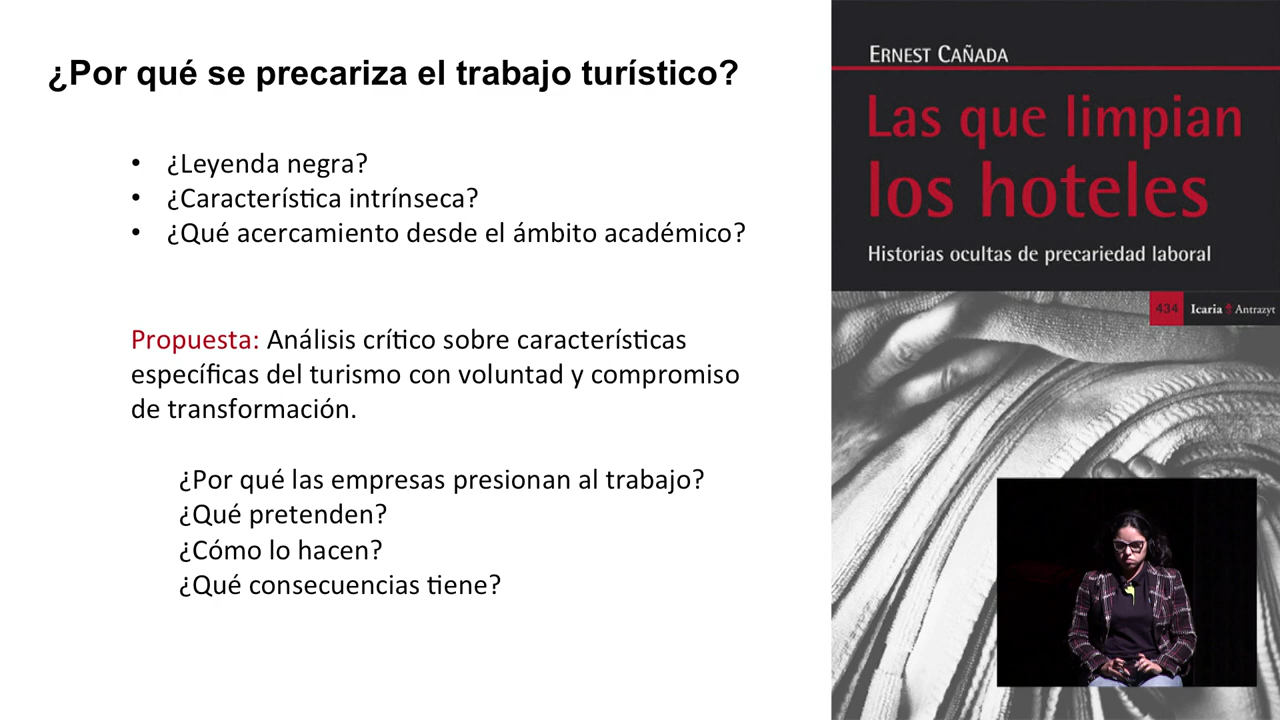 ¿Por qué se precariza el trabajo turístico?
• ¿Leyenda negra?
• ¿Característica intrínseca?
• ¿Qué acercamiento desde el ámbito académico?
Propuesta: Análisis crítico sobre características
específicas del turismo con voluntad y compromiso
de transformación.
¿Por qué las empresas presionan al trabajo?
¿Qué pretenden?
¿Cómo lo hacen?
¿Qué consecuencias tiene?
ERNEST CAÑADA
Las que limpian
los hoteles
Historias ocultas de precariedad laboral
434 Icaria Antrazyt